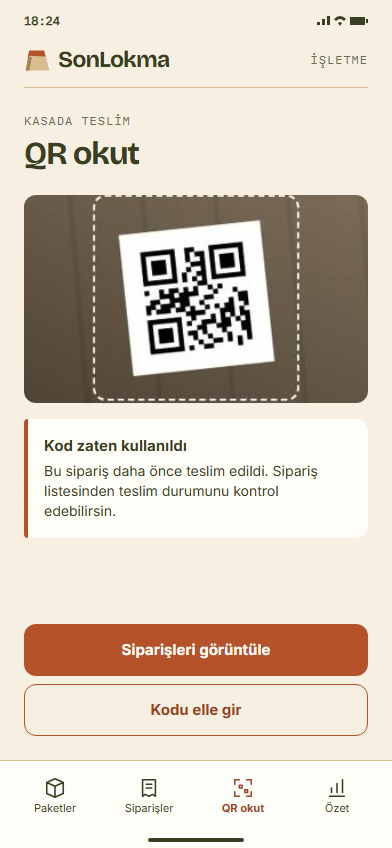 18:24
SonLokma
İŞLETME
KASADA TESLİM
QR okut
Kod zaten kullanıldı
Bu sipariş daha önce teslim edildi. Sipariş
listesinden teslim durumunu kontrol
edebilirsin.
Siparişleri görüntüle
Kodu elle gir
Paketler
Siparişler
QR okut
Özet